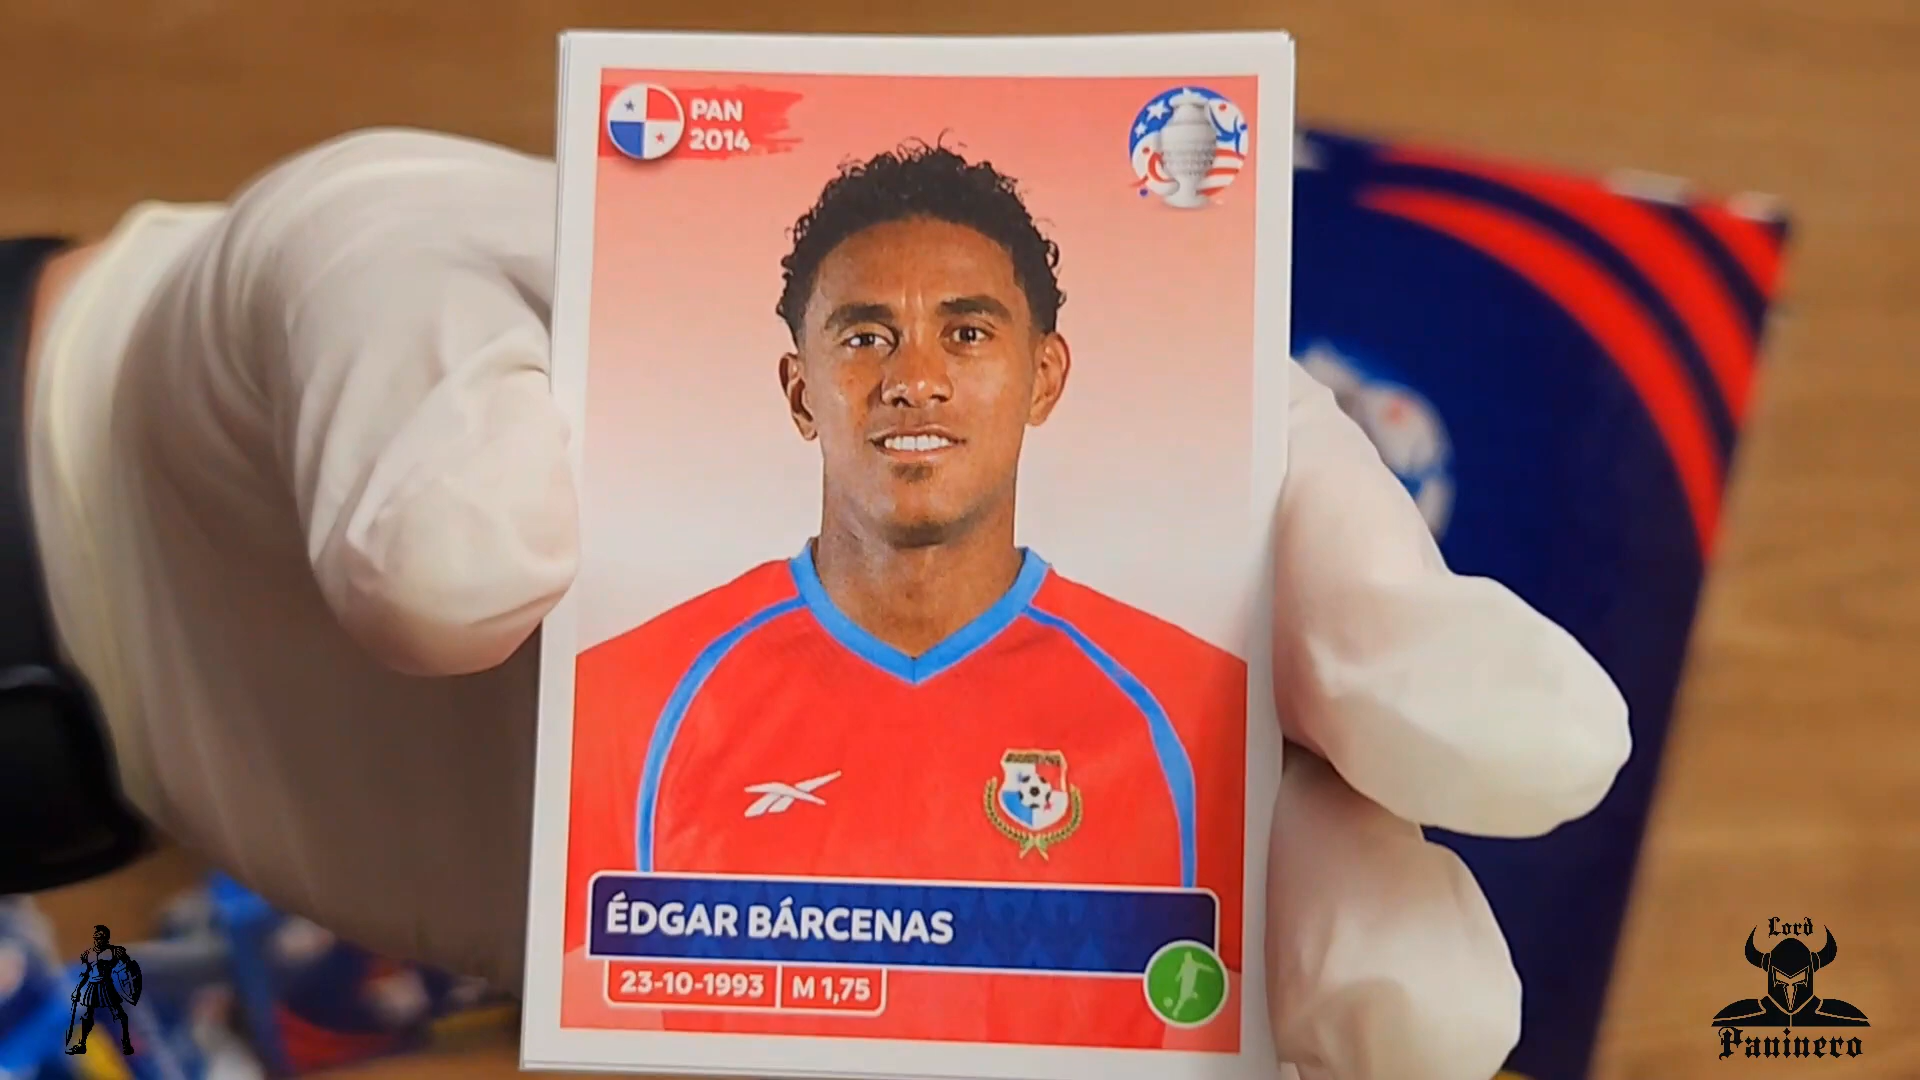 PAN
2014
ÉDGAR BÁRCENAS
23-10-1993 M 1,75
Lord
Paninero